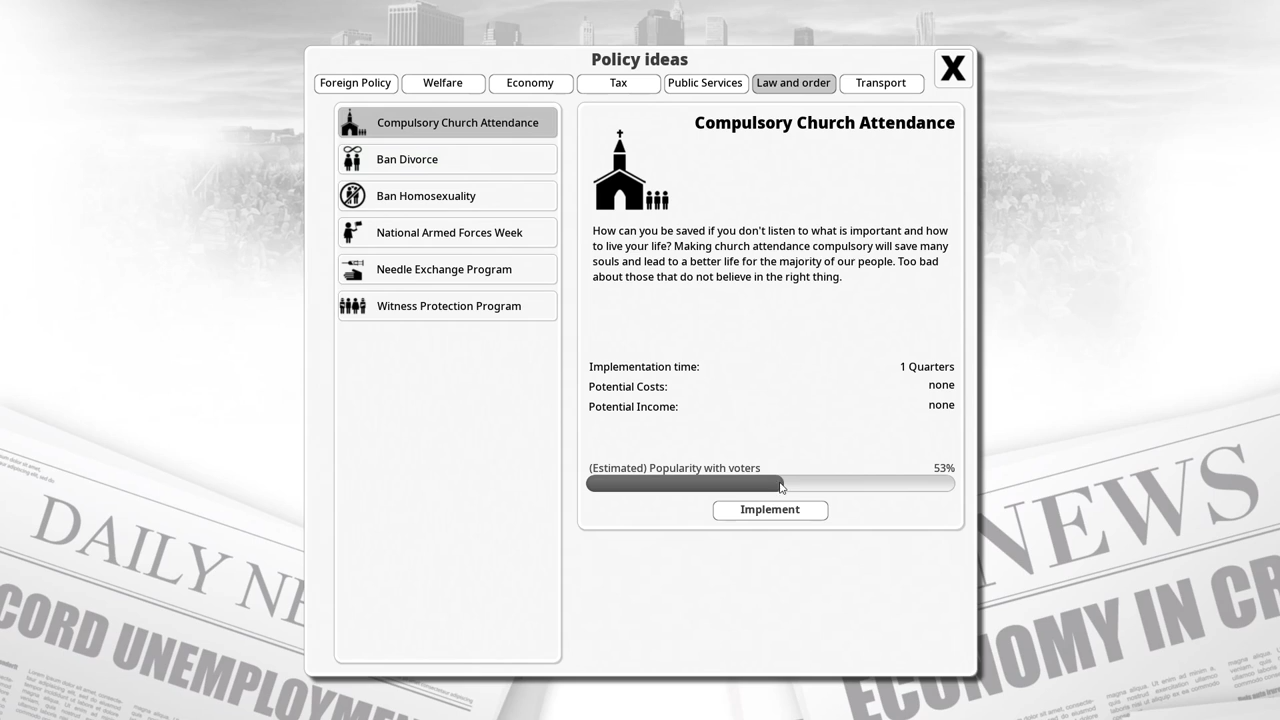 Policy ideas
X
Foreign Policy
Welfare
Economy
Tax
Public Services
Law and order
Transport
Compulsory Church Attendance
Ban Divorce
Ban Homosexuality
National Armed Forces Week
Needle Exchange Program
Witness Protection Program
Compulsory Church Attendance
How can you be saved if you don't listen to what is important and how
to live your life? Making church attendance compulsory will save many
souls and lead to a better life for the majority of our people. Too bad
about those that do not believe in the right thing.
Implementation time: 1 Quarters
Potential Costs: none
Potential Income: none
(Estimated) Popularity with voters 53%
Implement
DAILY NE
CORD UNEMPLOYM
NEWS
ECONOMY IN CR